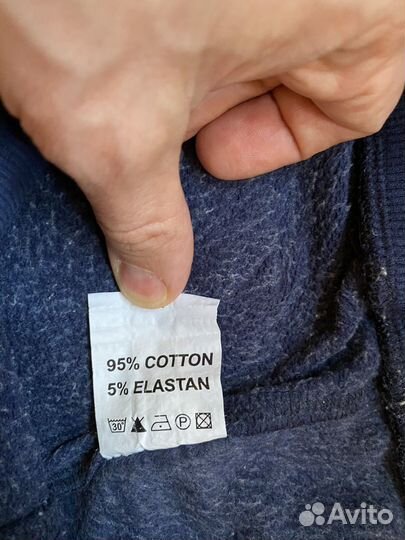 95% COTTON
5% ELASTAN
30° P
Avito